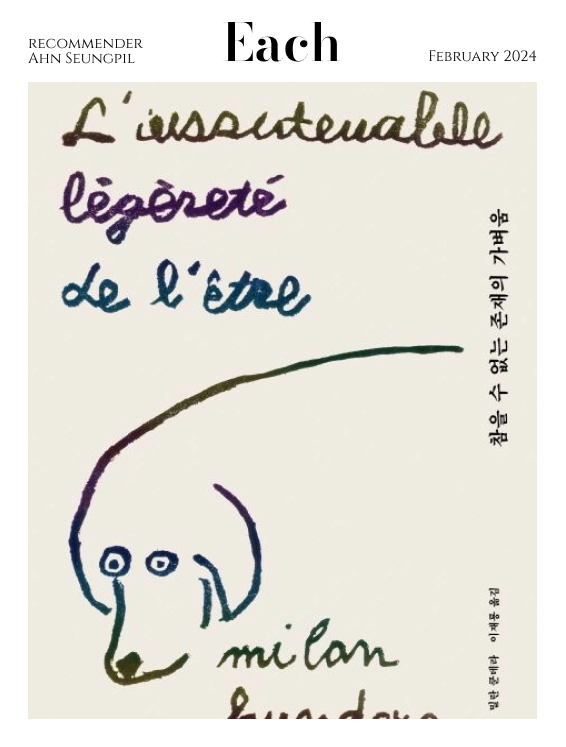 RECOMMENDER
AHN SEUNGPIL
Each
FEBRUARY 2024
L'insoutenable
légèreté
de l'être
참을 수 없는 존재의 가벼움
milan
kundera
밀란 쿤데라 이재룡 옮김